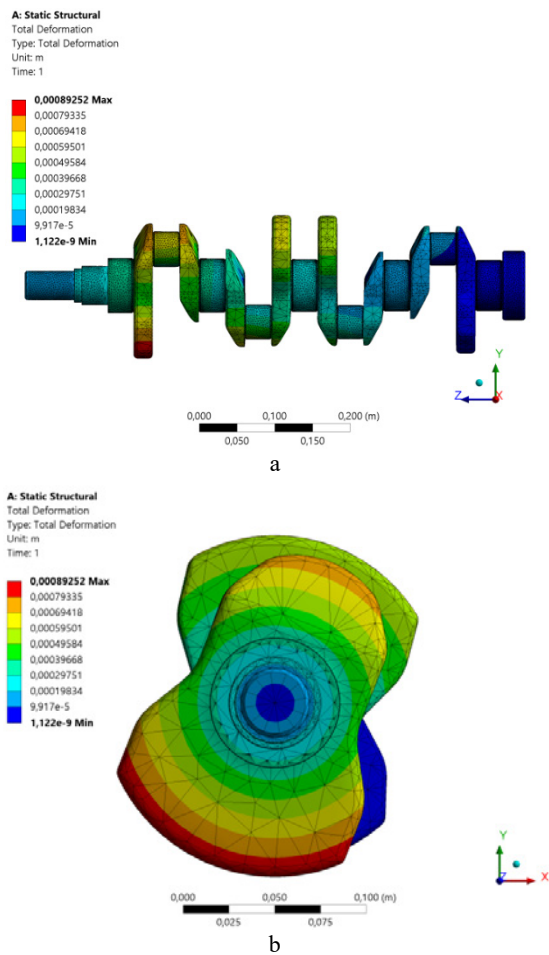 A: Static Structural
Total Deformation
Type: Total Deformation
Unit: m
Time: 1
0,00089252 Max
0,00079335
0,00069418
0,00059501
0,00049584
0,00039668
0,00029751
0,00019834
9,917e-5
1,122e-9 Min
Y
Z X
0,000 0,100 0,200 (m)
0,050 0,150
a
A: Static Structural
Total Deformation
Type: Total Deformation
Unit: m
Time: 1
0,00089252 Max
0,00079335
0,00069418
0,00059501
0,00049584
0,00039668
0,00029751
0,00019834
9,917e-5
1,122e-9 Min
Y
Z X
0,000 0,050 0,100 (m)
0,025 0,075
b